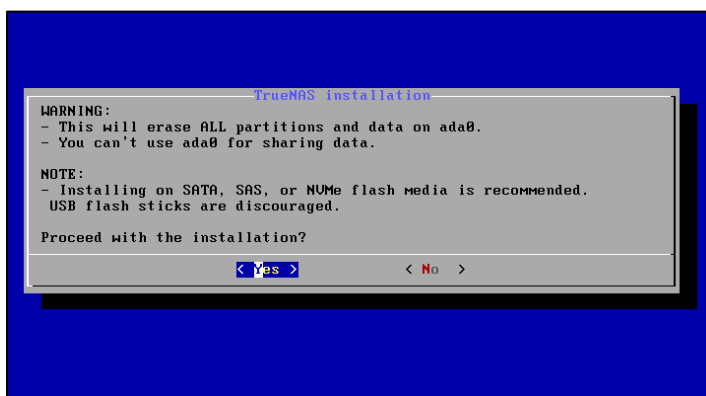 TrueNAS installation
WARNING:
- This will erase ALL partitions and data on ada0.
- You can't use ada0 for sharing data.
NOTE:
- Installing on SATA, SAS, or NVMe flash media is recommended.
USB flash sticks are discouraged.
Proceed with the installation?
< Yes > < No >